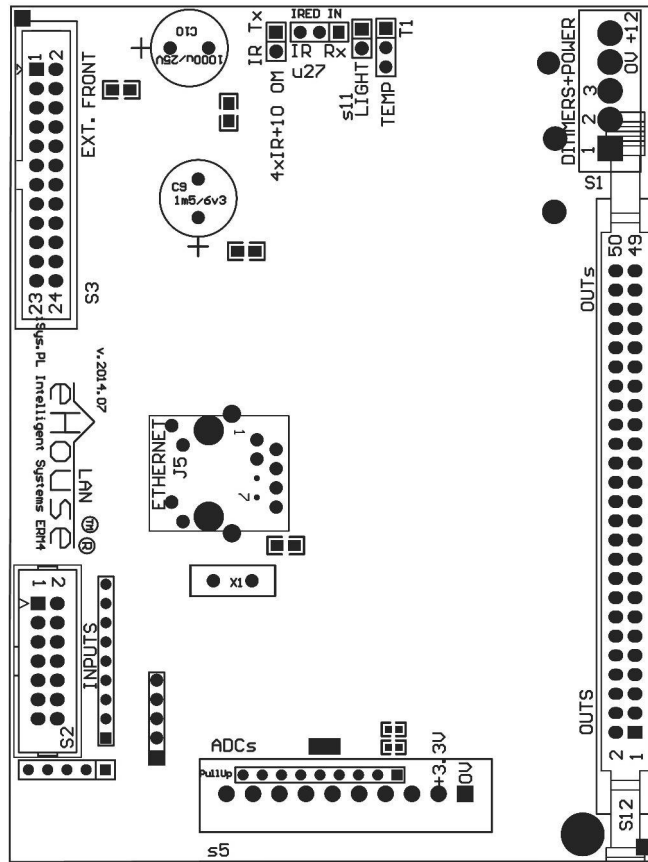 1
2
EXT. FRONT
23
24
S3
C10
1000u/25V
C9
1m5/6v3
IR Tx
IRED IN
IR Rx
u27
4xIR+10 OM
s11
LIGHT
TEMP
T1
DIMMERS+POWER
0V +12
3
2
1
S1
OUTs
50
49
v.2014.07
Sys.PL Intelligent Systems ERM4
eHouse
LAN TM R
ETHERNET
J5
1
7
X1
1
2
INPUTS
S2
ADCs
PullUp
+3.3V
0V
s5
OUTS
2
1
S12